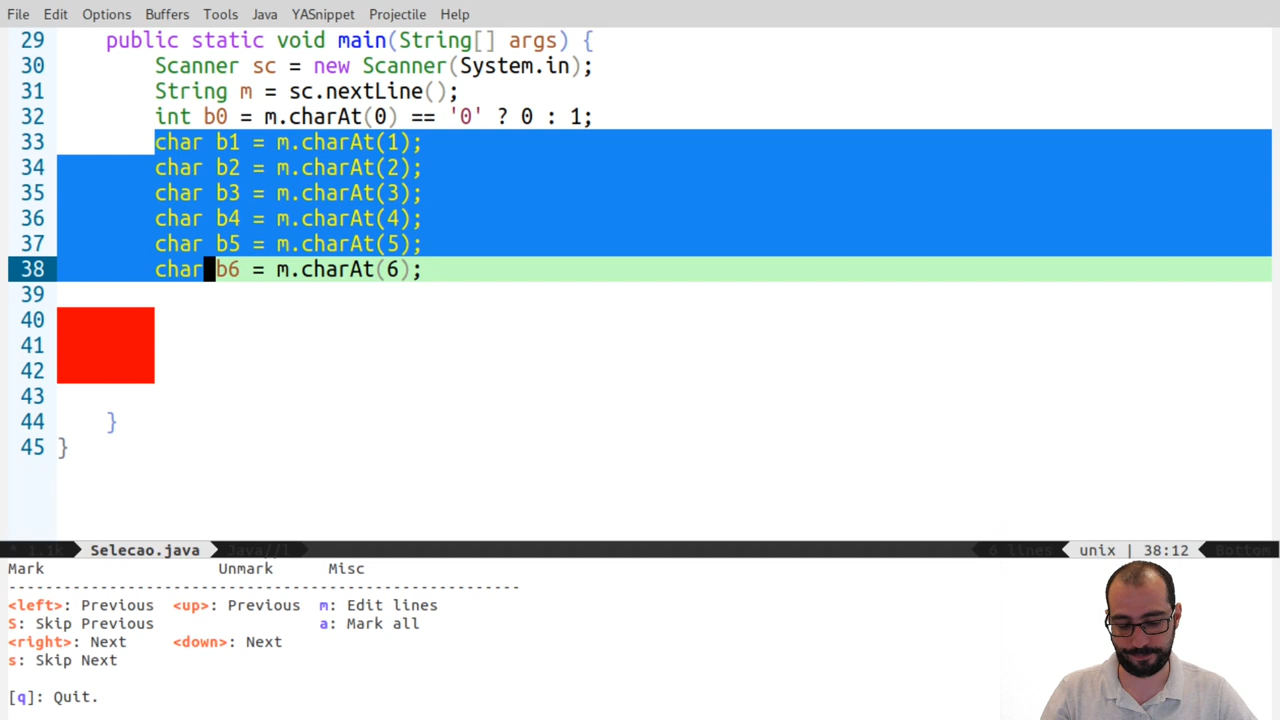 File Edit Options Buffers Tools Java YASnippet Projectile Help
29 public static void main(String[] args) {
30 Scanner sc = new Scanner(System.in);
31 String m = sc.nextLine();
32 int b0 = m.charAt(0) == '0' ? 0 : 1;
33 char b1 = m.charAt(1);
34 char b2 = m.charAt(2);
35 char b3 = m.charAt(3);
36 char b4 = m.charAt(4);
37 char b5 = m.charAt(5);
38 char b6 = m.charAt(6);
39
40
41
42
43
44 }
45 }
* 1.1k Selecao.java Java//l 6 lines unix | 38:12 Bottom
Mark Unmark Misc
<left>: Previous <up>: Previous m: Edit lines
S: Skip Previous a: Mark all
<right>: Next <down>: Next
s: Skip Next
[q]: Quit.